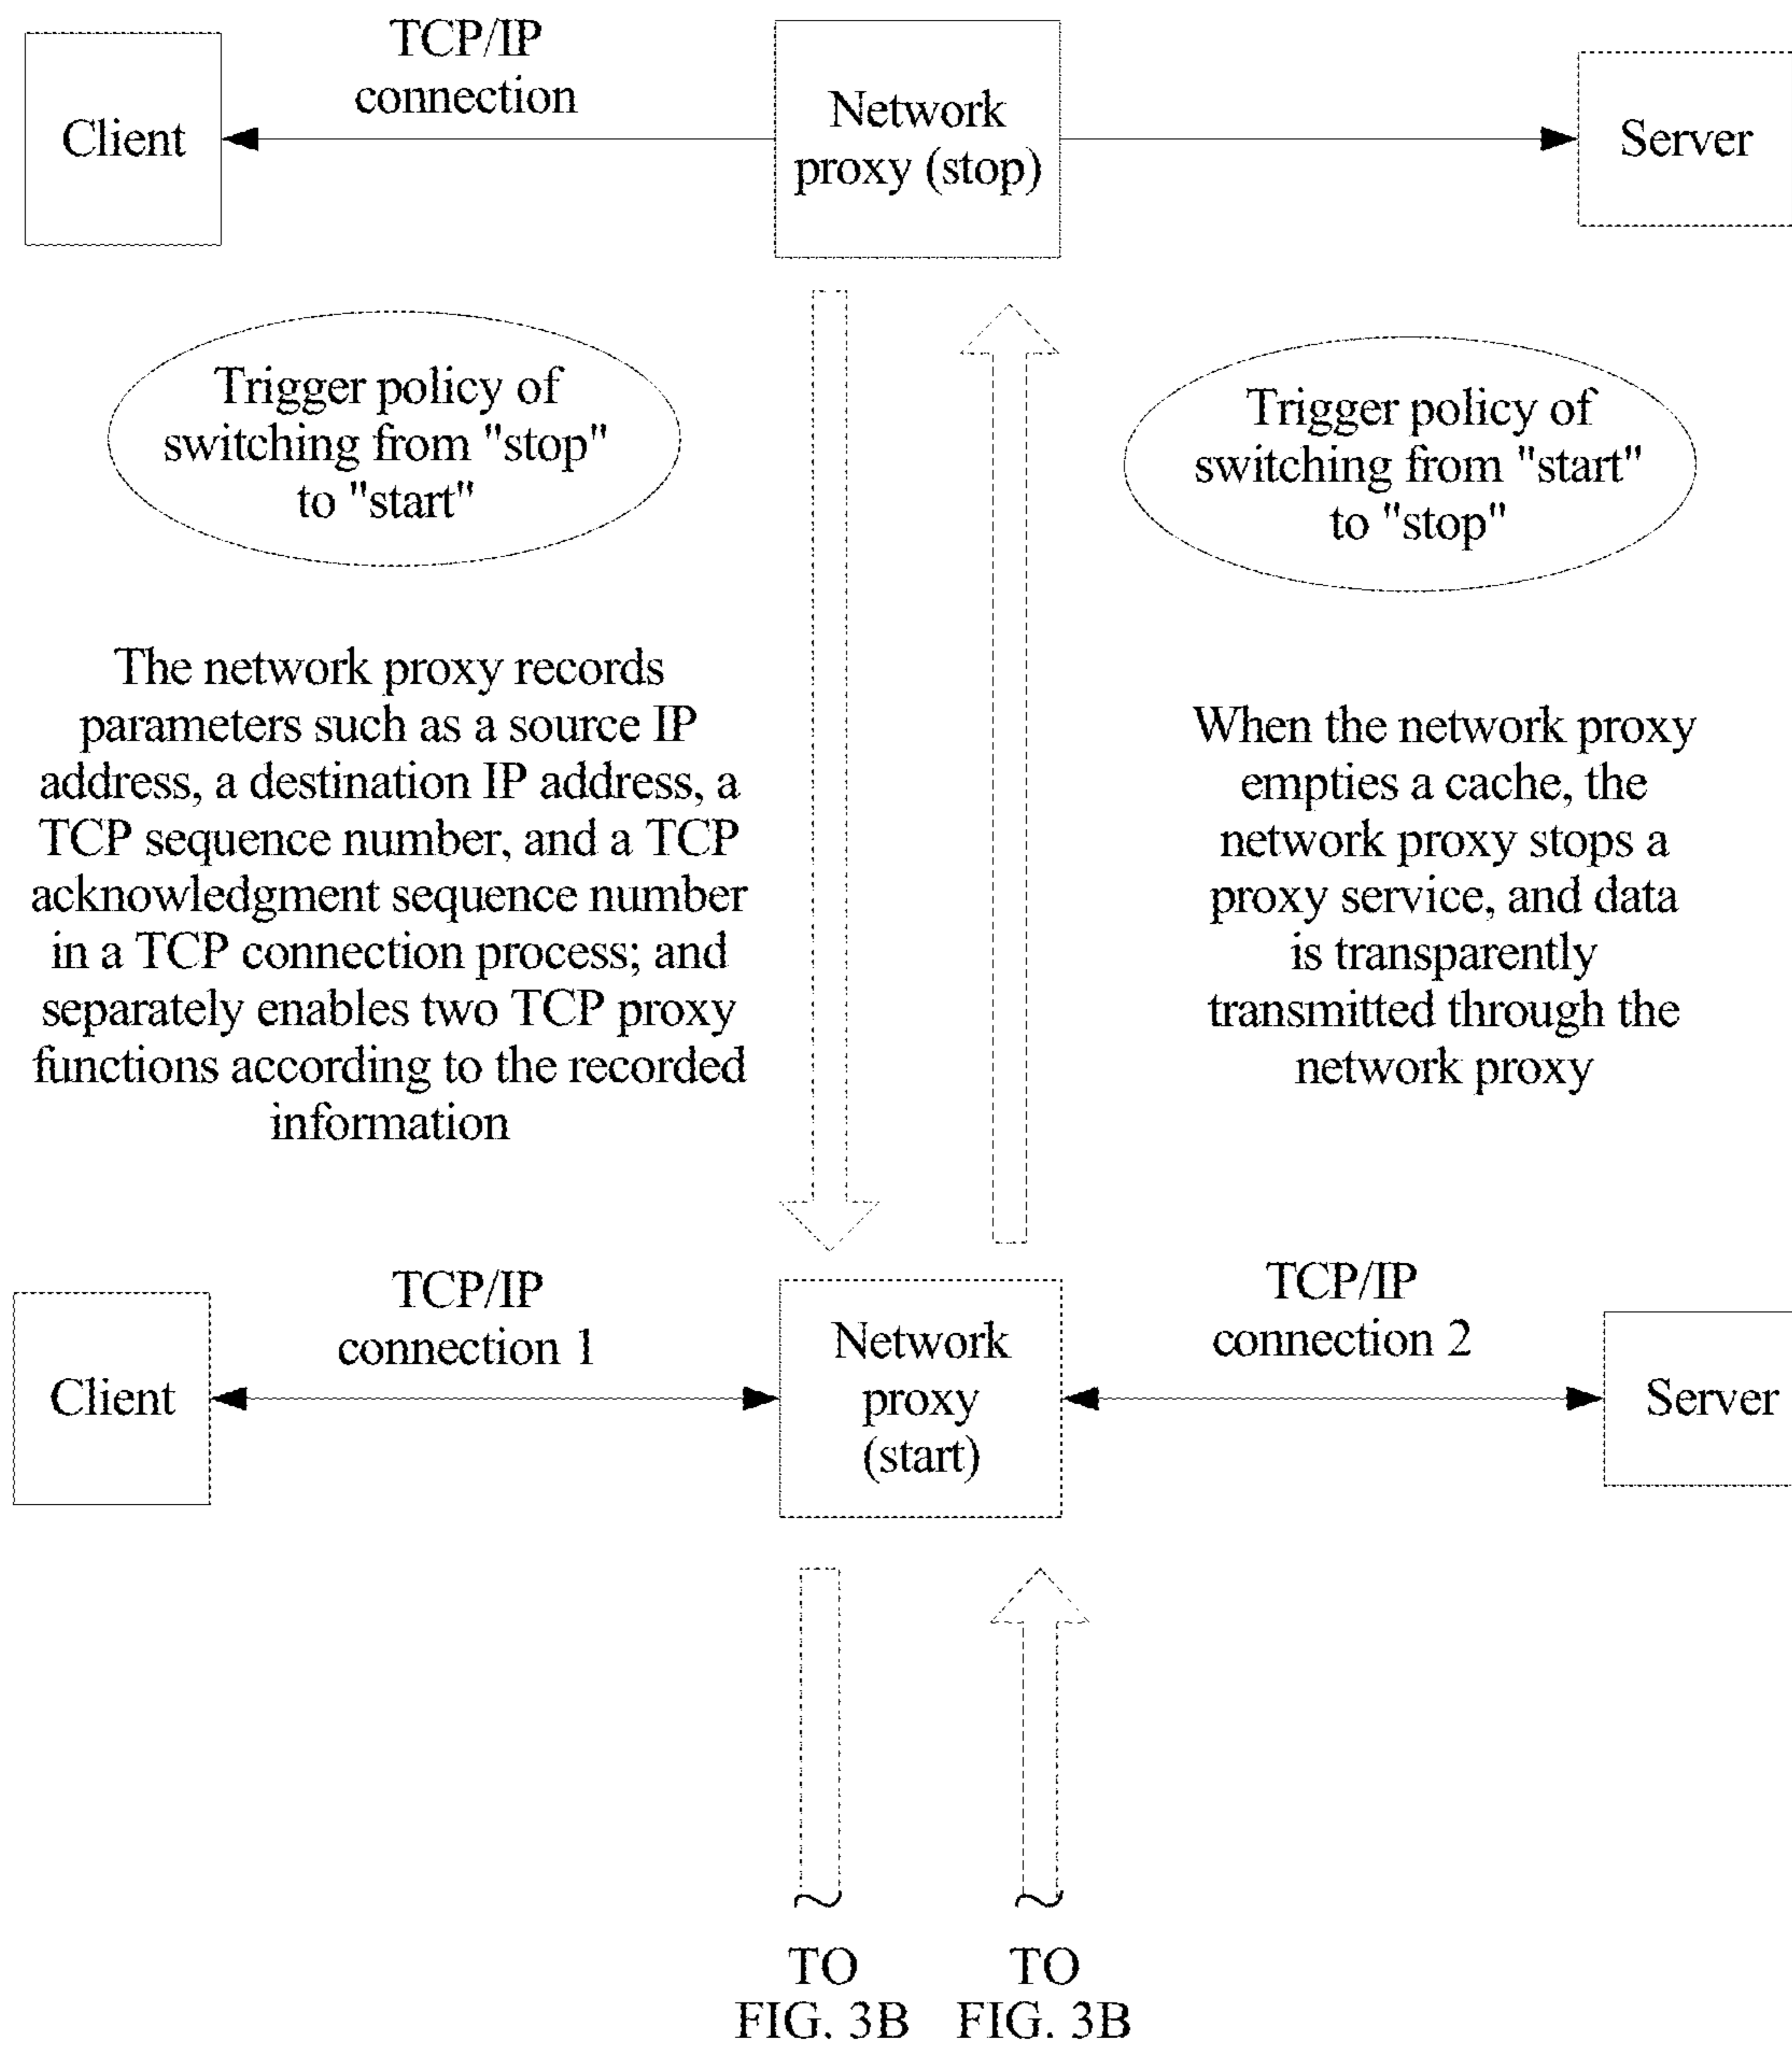 TCP/IP
connection
Client
Network
proxy (stop)
Server
Trigger policy of
switching from "stop"
to "start"
Trigger policy of
switching from "start"
to "stop"
The network proxy records
parameters such as a source IP
address, a destination IP address, a
TCP sequence number, and a TCP
acknowledgment sequence number
in a TCP connection process; and
separately enables two TCP proxy
functions according to the recorded
information
When the network proxy
empties a cache, the
network proxy stops a
proxy service, and data
is transparently
transmitted through the
network proxy
TCP/IP
connection 1
TCP/IP
connection 2
Client
Network
proxy
(start)
Server
TO
FIG. 3B
TO
FIG. 3B